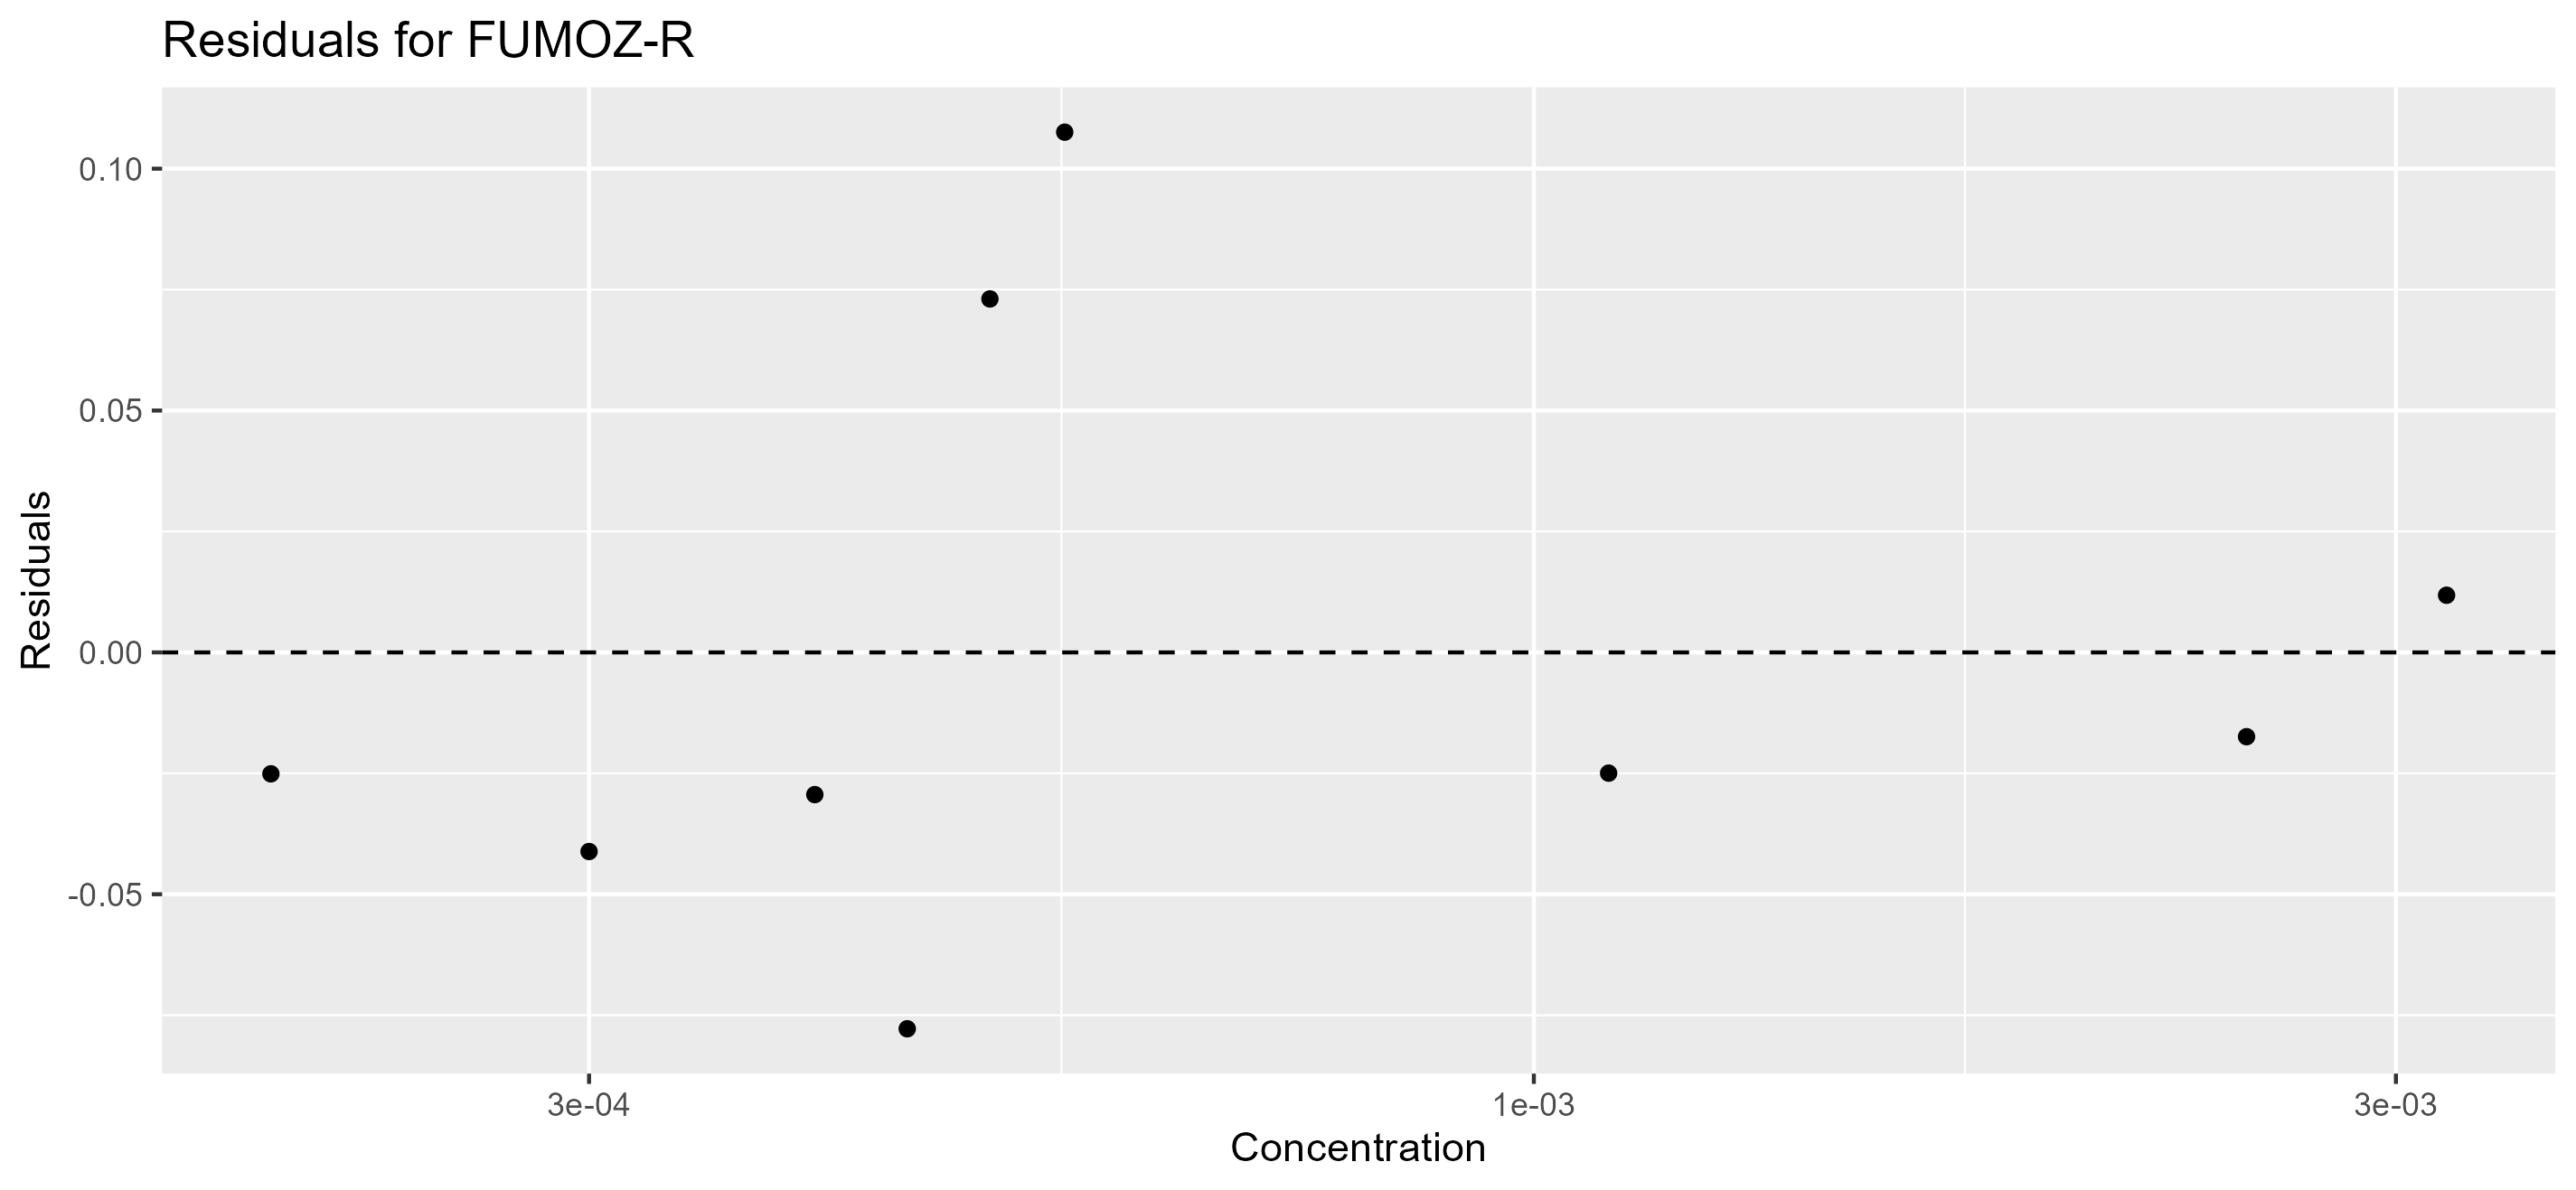 Residuals for FUMOZ-R
0.10
0.05
0.00
-0.05
Residuals
3e-04
1e-03
3e-03
Concentration